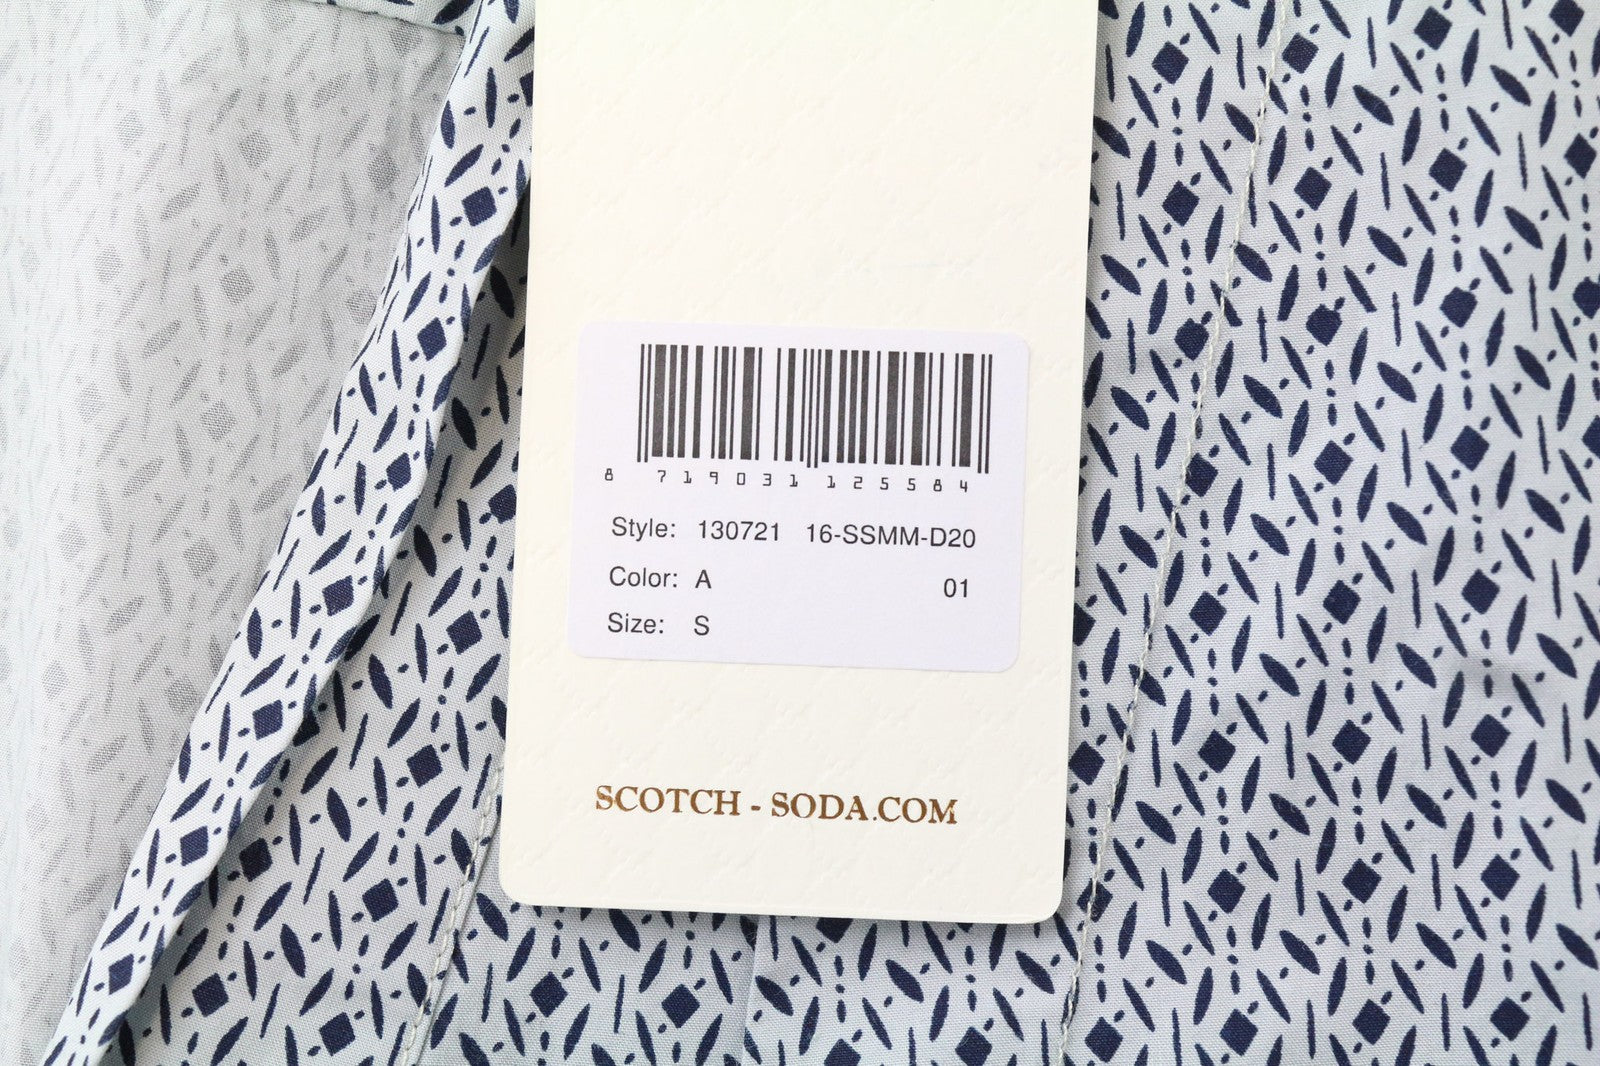 8 719031 125584
Style: 130721 16-SSMM-D20
Color: A 01
Size: S
SCOTCH - SODA.COM